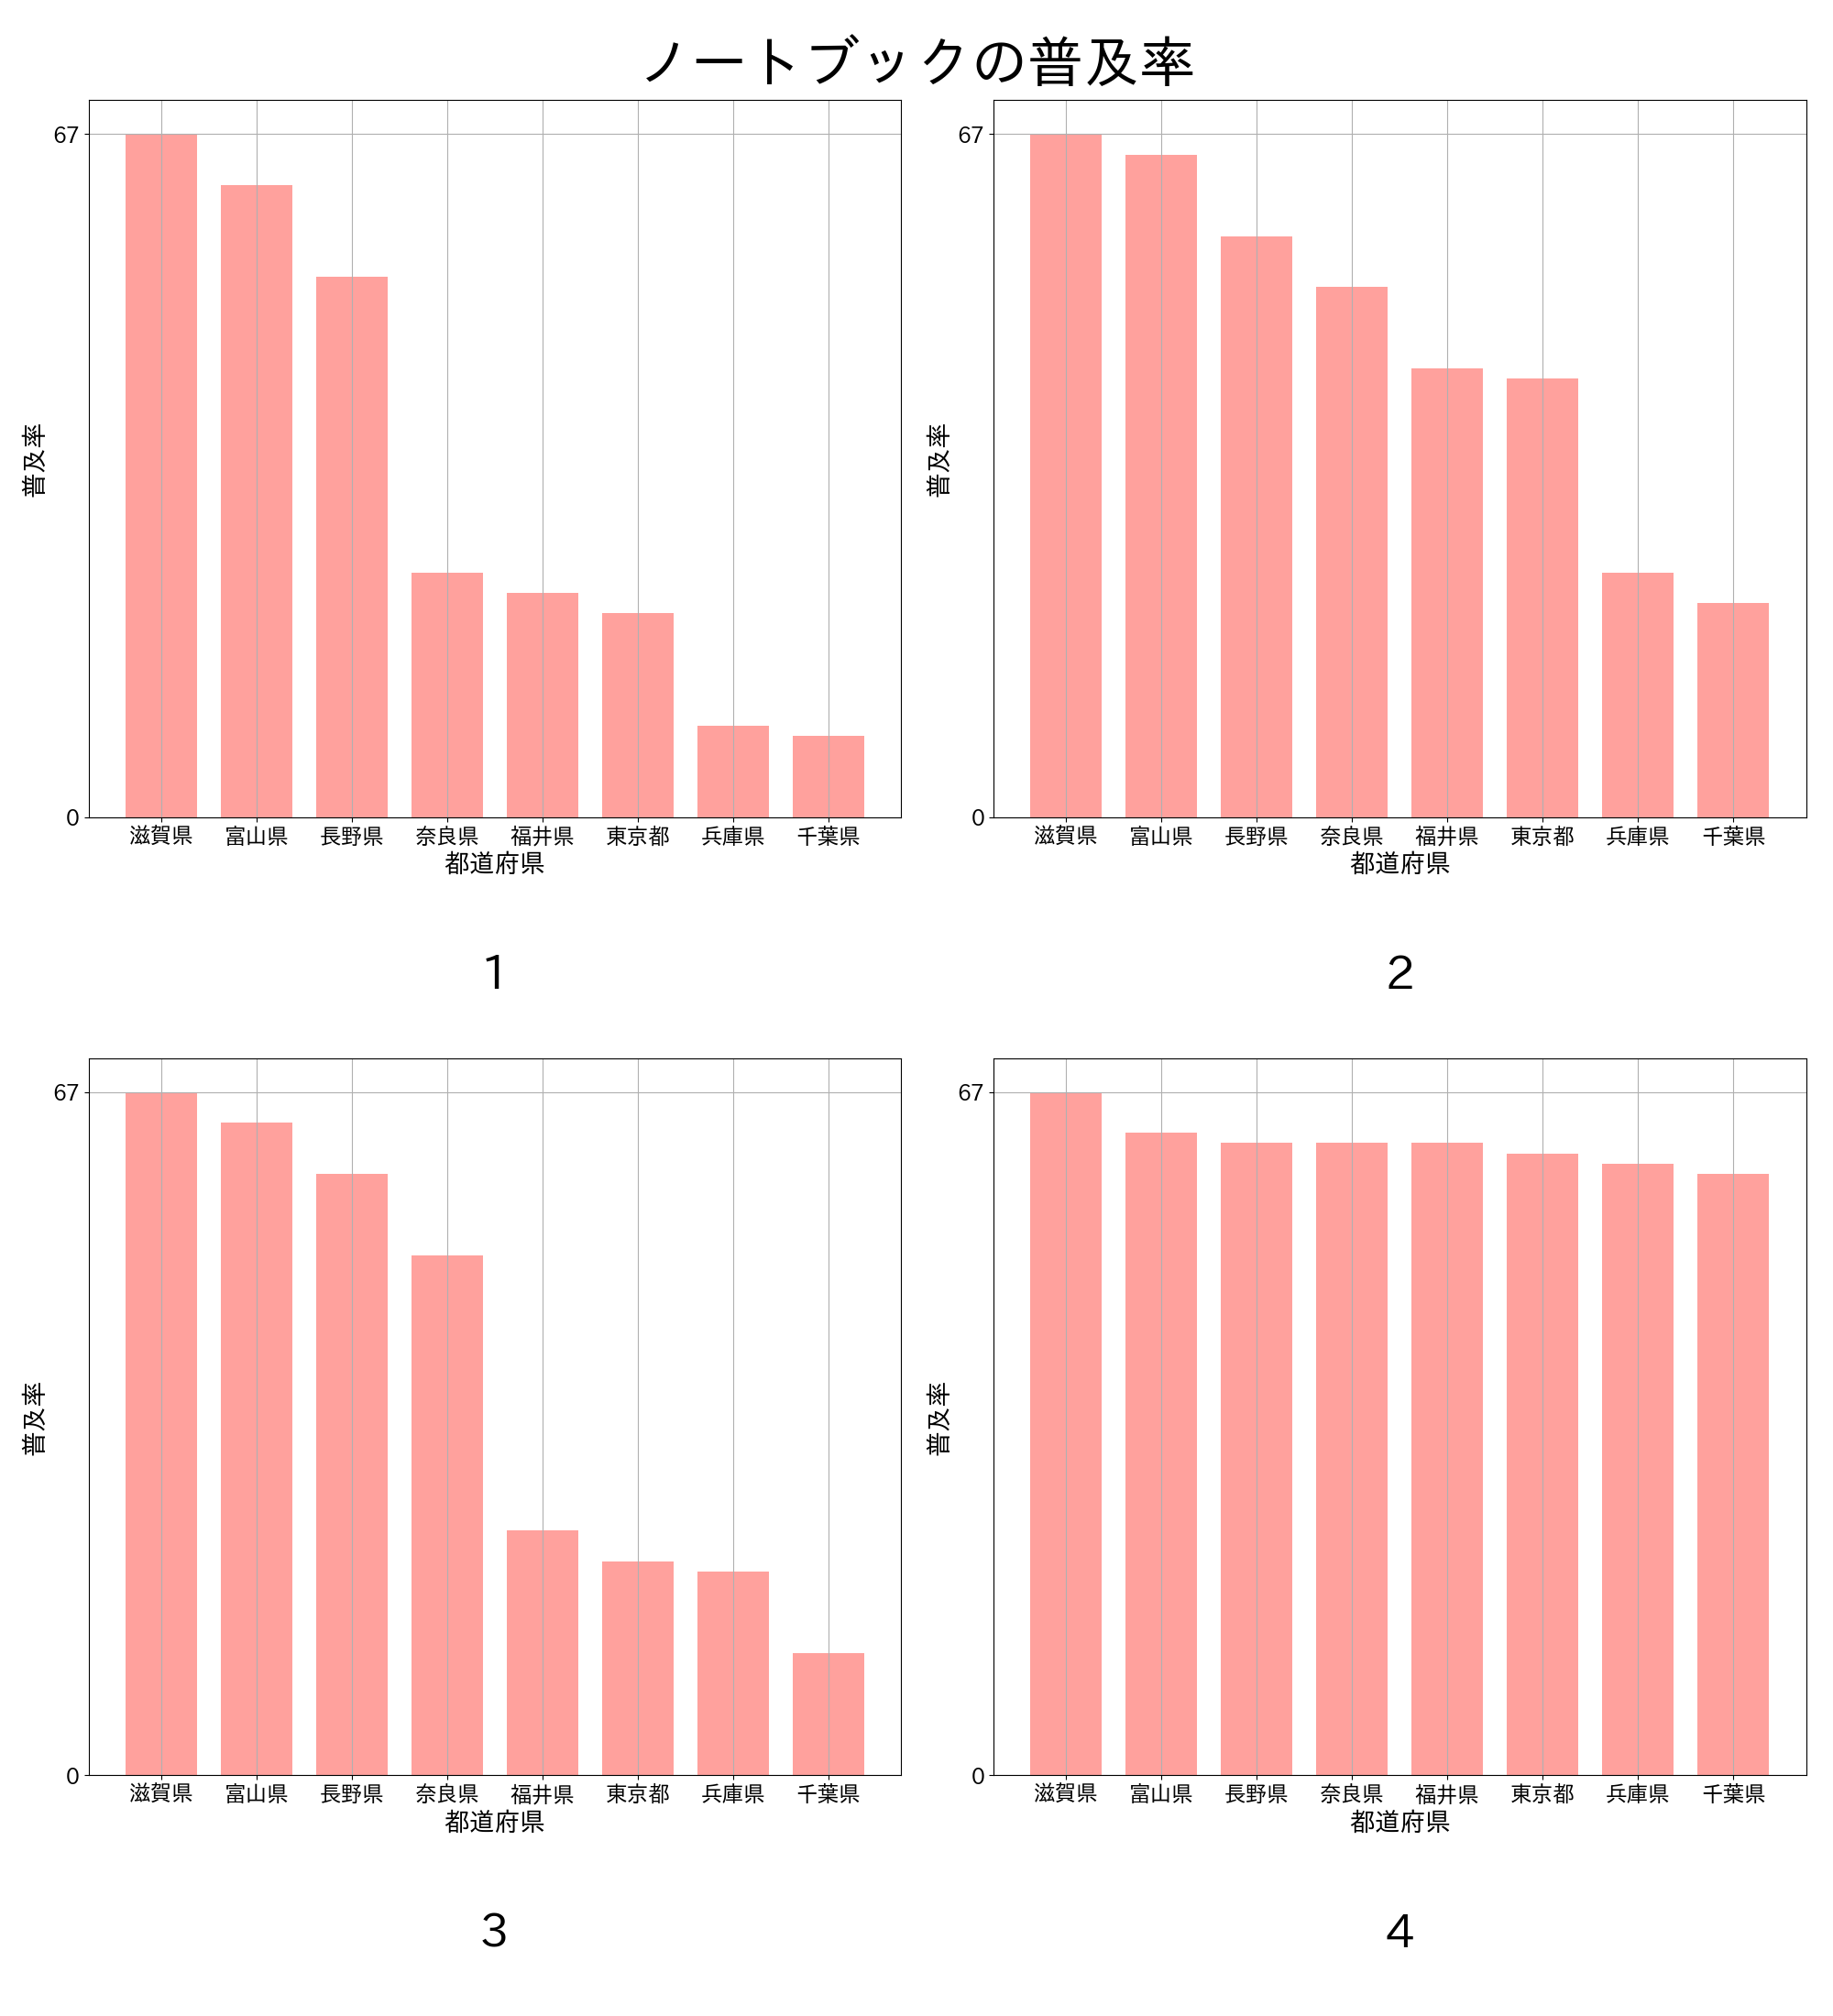 ノートブックの普及率
67
0
普及率
滋賀県 富山県 長野県 奈良県 福井県 東京都 兵庫県 千葉県
都道府県
1
67
0
普及率
滋賀県 富山県 長野県 奈良県 福井県 東京都 兵庫県 千葉県
都道府県
2
67
0
普及率
滋賀県 富山県 長野県 奈良県 福井県 東京都 兵庫県 千葉県
都道府県
3
67
0
普及率
滋賀県 富山県 長野県 奈良県 福井県 東京都 兵庫県 千葉県
都道府県
4